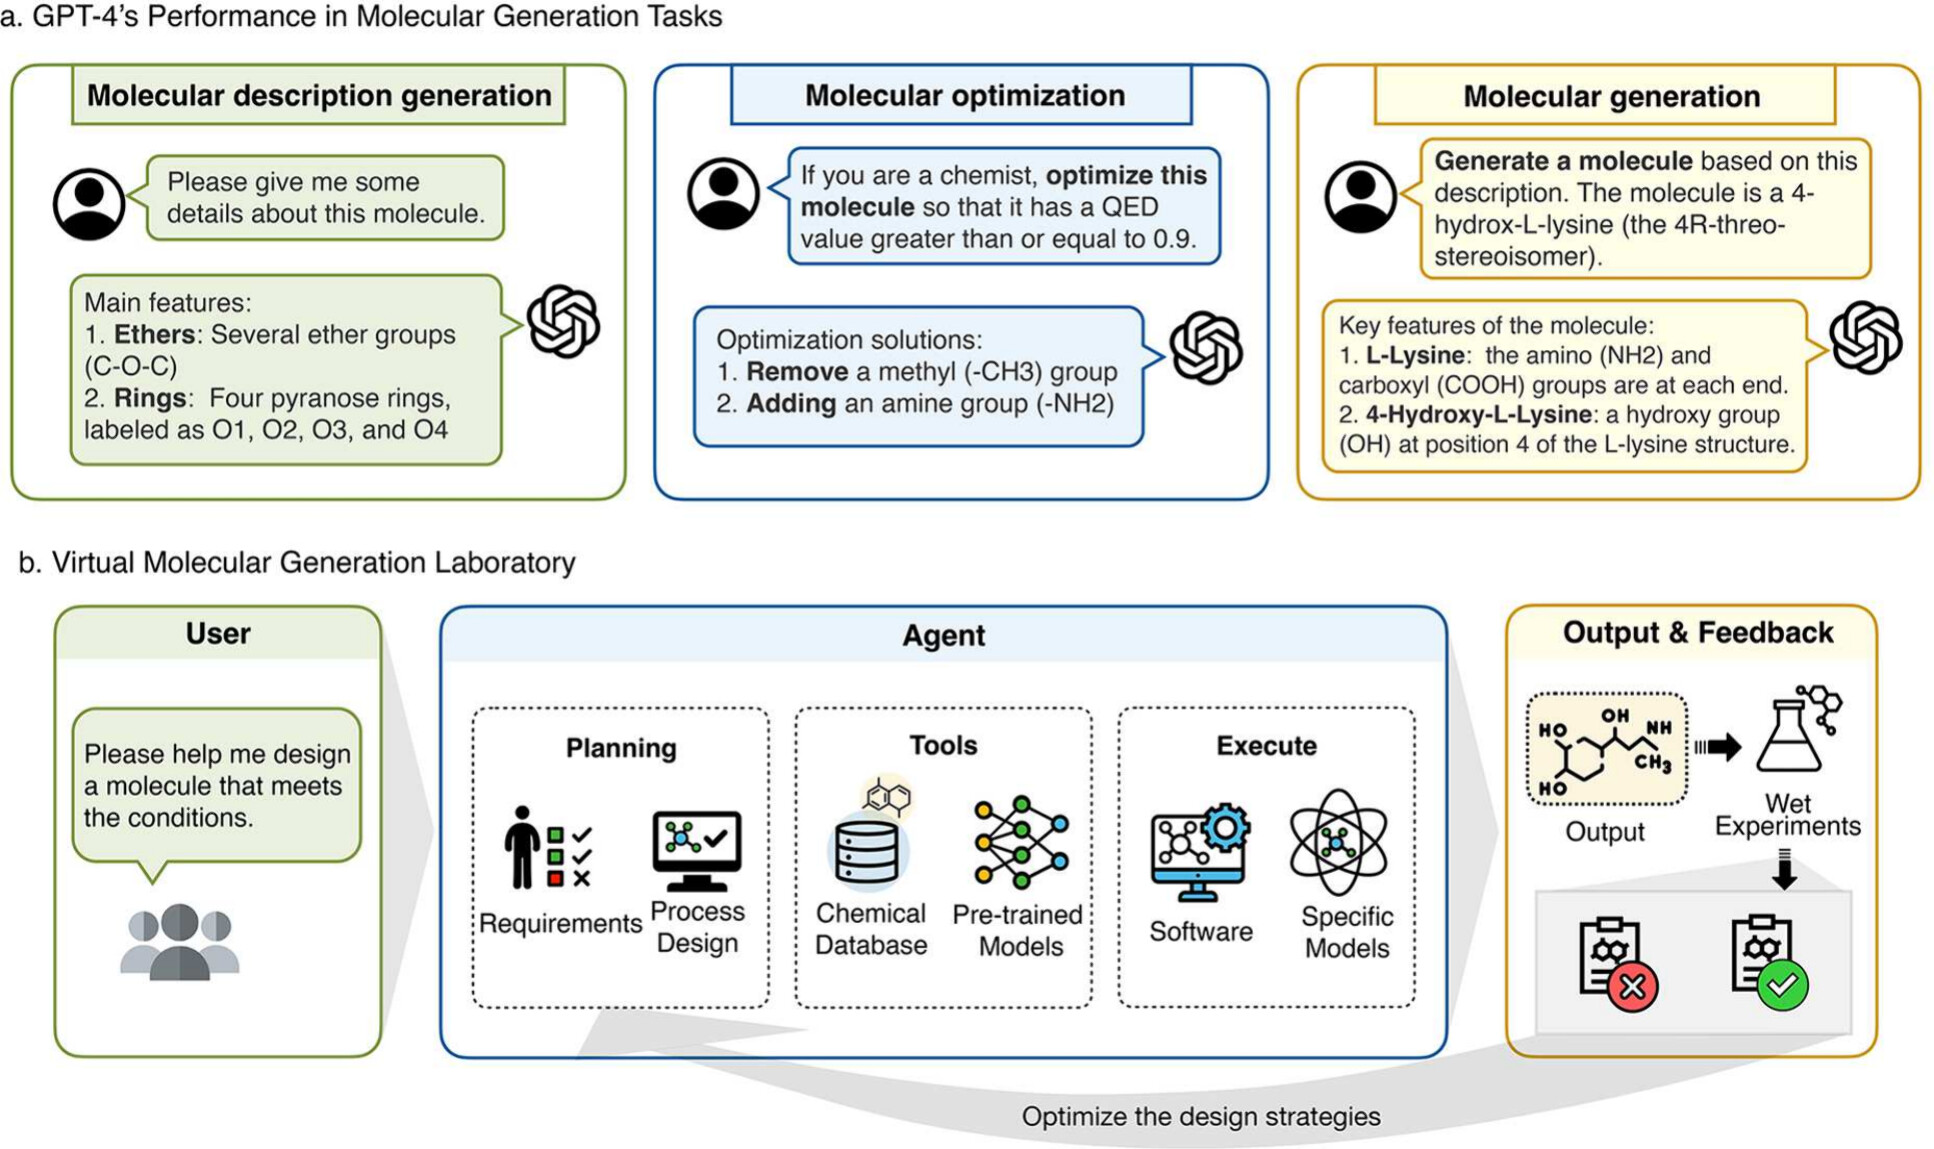 a. GPT-4's Performance in Molecular Generation Tasks
Molecular description generation
Please give me some
details about this molecule.
Main features:
1. Ethers: Several ether groups
(C-O-C)
2. Rings: Four pyranose rings,
labeled as O1, O2, O3, and O4
Molecular optimization
If you are a chemist, optimize this
molecule so that it has a QED
value greater than or equal to 0.9.
Optimization solutions:
1. Remove a methyl (-CH3) group
2. Adding an amine group (-NH2)
Molecular generation
Generate a molecule based on this
description. The molecule is a 4-
hydrox-L-lysine (the 4R-threo-
stereoisomer).
Key features of the molecule:
1. L-Lysine: the amino (NH2) and
carboxyl (COOH) groups are at each end.
2. 4-Hydroxy-L-Lysine: a hydroxy group
(OH) at position 4 of the L-lysine structure.
b. Virtual Molecular Generation Laboratory
User
Please help me design
a molecule that meets
the conditions.
Agent
Planning
Requirements
Process
Design
Tools
Chemical
Database
Pre-trained
Models
Execute
Software
Specific
Models
Output & Feedback
OH
HO
NH
CH3
HO
Output
Wet
Experiments
Optimize the design strategies